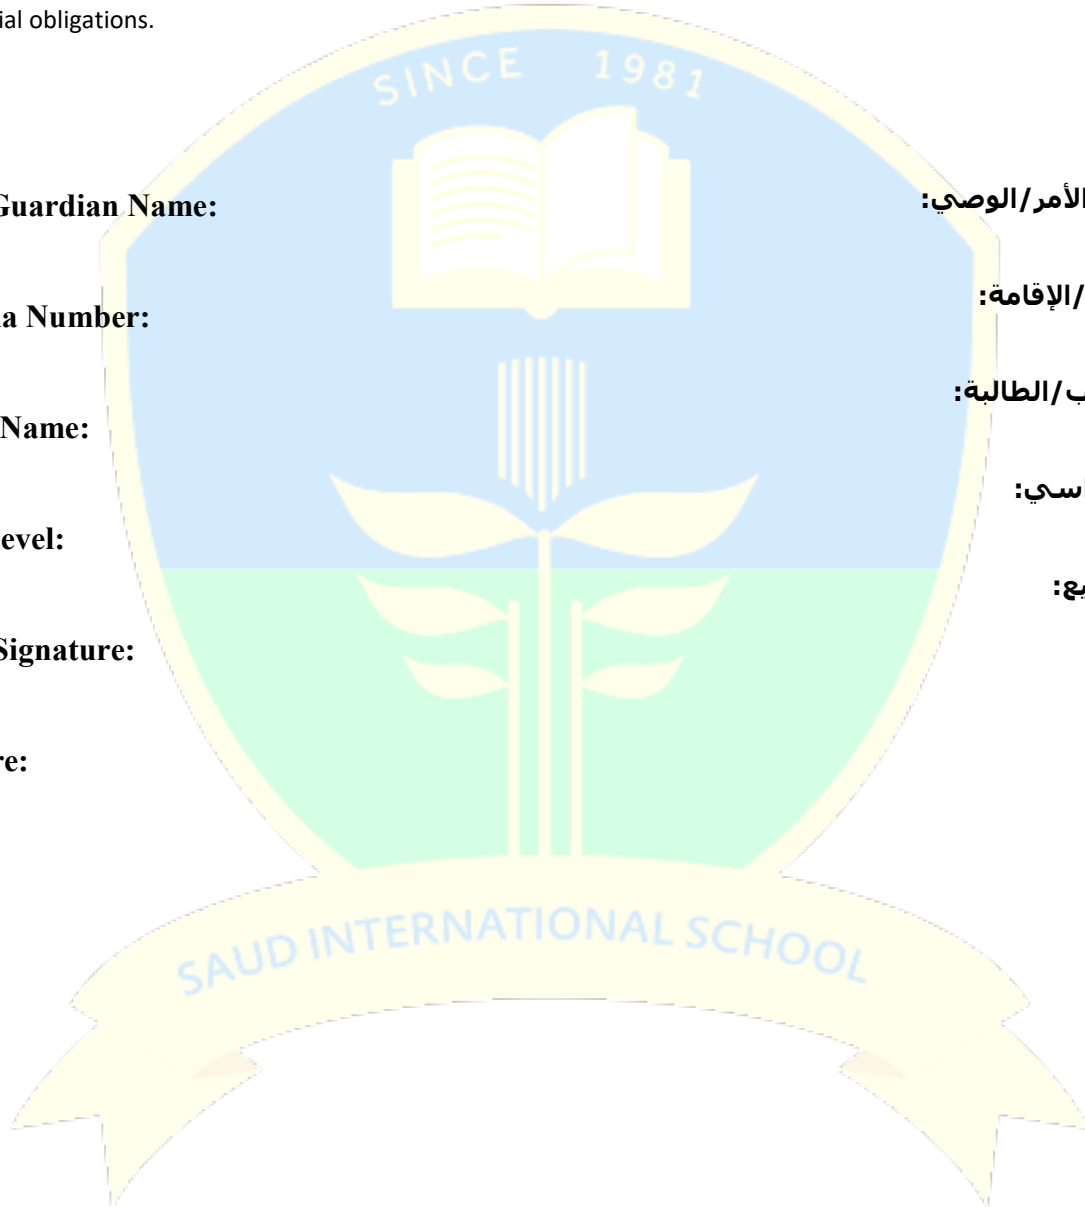 ial obligations.
SINCE 1981
Guardian Name:
الأمر/الوصي:
a Number:
/الإقامة:
Name:
ب/الطالبة:
evel:
اسي:
Signature:
يع:
re:
SAUD INTERNATIONAL SCHOOL